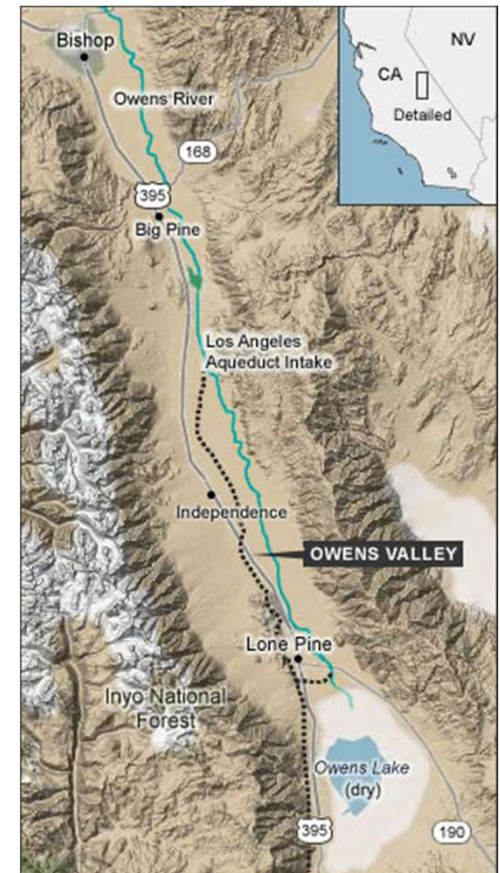 Bishop
NV
CA
Detailed
Owens River
168
395
Big Pine
Los Angeles
Aqueduct Intake
Independence
OWENS VALLEY
Lone Pine
Inyo National
Forest
Owens Lake
(dry)
395
190